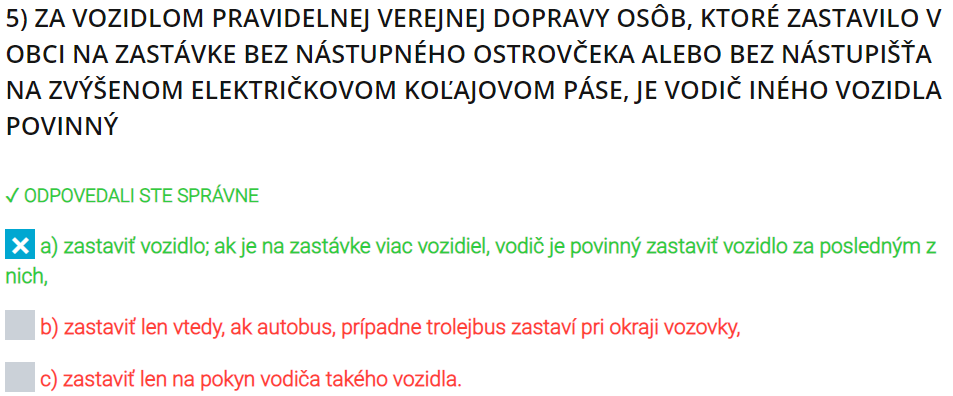 5) ZA VOZIDLOM PRAVIDELNEJ VEREJNEJ DOPRAVY OSÔB, KTORÉ ZASTAVILO V
OBCI NA ZASTÁVKE BEZ NÁSTUPNÉHO OSTROVČEKA ALEBO BEZ NÁSTUPIŠŤA
NA ZVÝŠENOM ELEKTRIČKOVOM KOĽAJOVOM PÁSE, JE VODIČ INÉHO VOZIDLA
POVINNÝ
✓ ODPOVEDALI STE SPRÁVNE
a) zastaviť vozidlo; ak je na zastávke viac vozidiel, vodič je povinný zastaviť vozidlo za posledným z
nich,
b) zastaviť len vtedy, ak autobus, prípadne trolejbus zastaví pri okraji vozovky,
c) zastaviť len na pokyn vodiča takého vozidla.